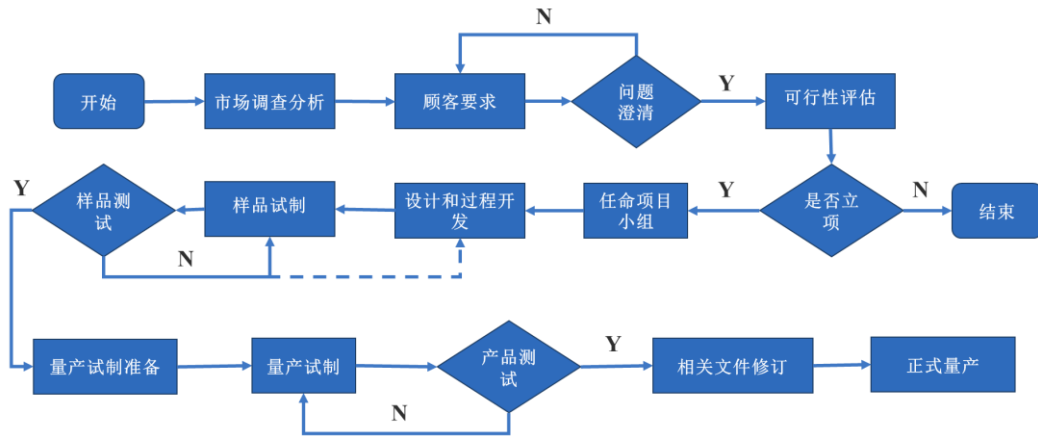 N
开始
市场调查分析
顾客要求
问题
澄清
Y
可行性评估
Y
样品测
试
样品试制
设计和过程开
发
任命项目
小组
Y
是否立
项
N
结束
N
量产试制准备
量产试制
产品测
试
Y
相关文件修订
正式量产
N